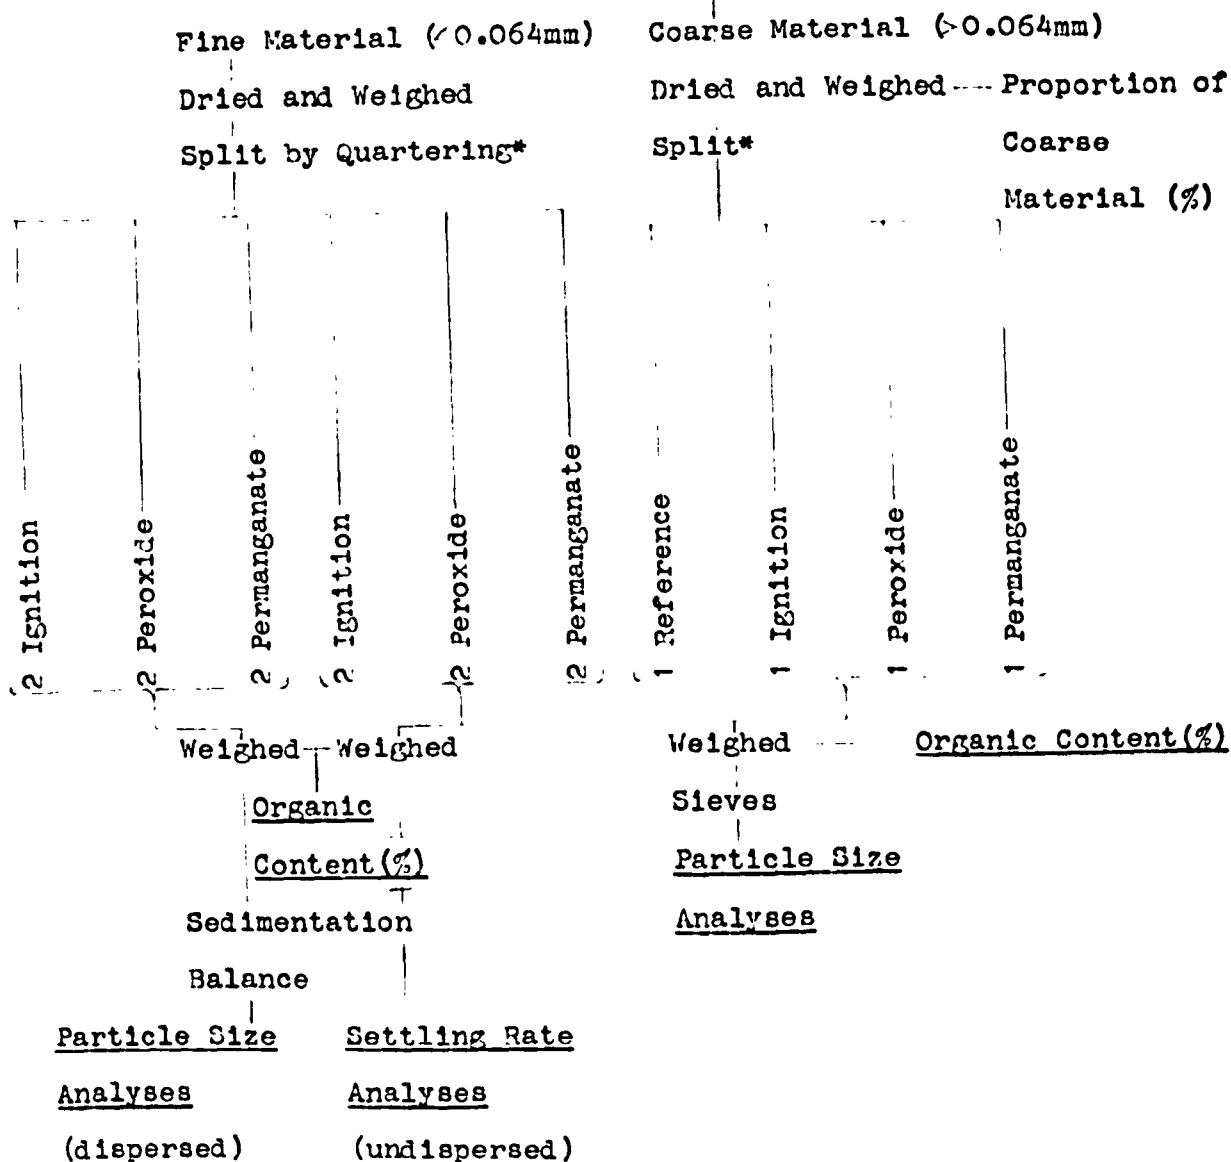 Fine Material (<0.064mm)
Dried and Weighed
Split by Quartering*
Coarse Material (>0.064mm)
Dried and Weighed
Proportion of
Coarse
Material (%)
Split*
2 Ignition
2 Peroxide
2 Permanganate
2 Ignition
2 Peroxide
2 Permanganate
1 Reference
1 Ignition
1 Peroxide
1 Permanganate
Weighed
Weighed
Organic
Content(%)
Sedimentation
Balance
Particle Size
Analyses
(dispersed)
Settling Rate
Analyses
(undispersed)
Weighed
Organic Content(%)
Sieves
Particle Size
Analyses